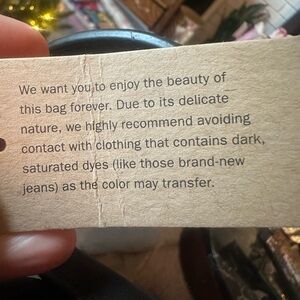 We want you to enjoy the beauty of
this bag forever. Due to its delicate
nature, we highly recommend avoiding
contact with clothing that contains dark,
saturated dyes (like those brand-new
jeans) as the color may transfer.